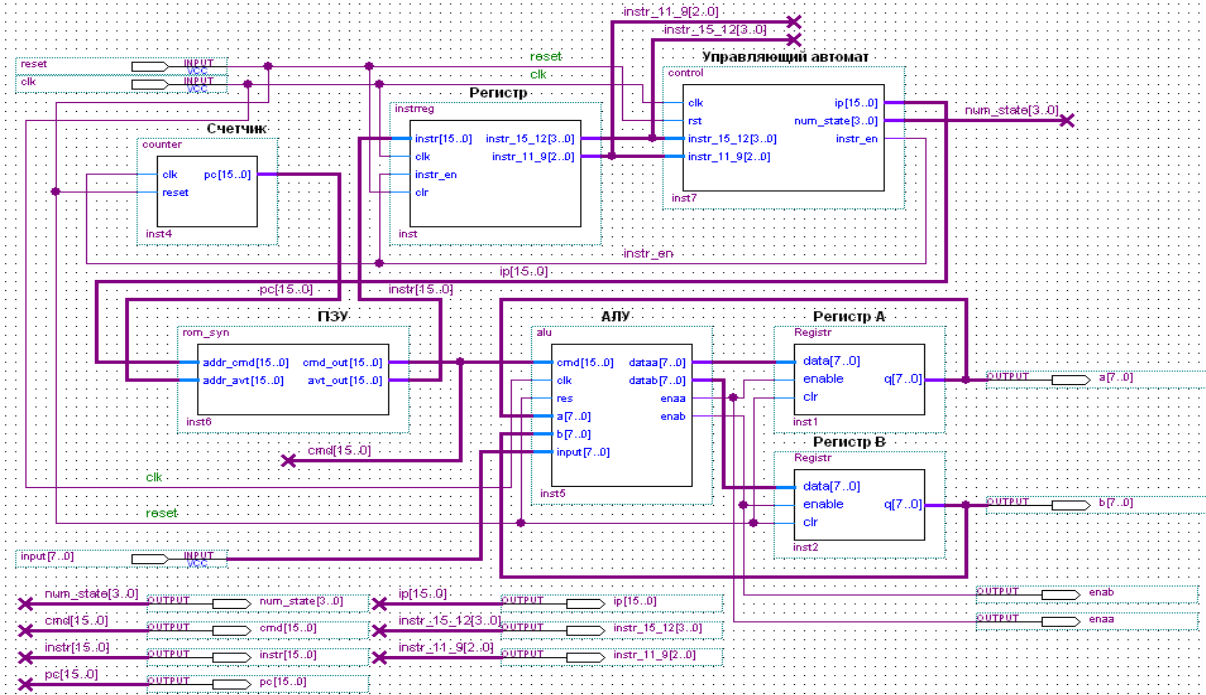 instr_11_9[2..0]
instr_15_12[3..0]
reset INPUT VCC
reset
Управляющий автомат
clk INPUT VCC
clk
control
Регистр
instrreg
clk ip[15..0]
num_state[3..0]
rst num_state[3..0]
instr_15_12[3..0] instr_en
instr_11_9[2..0]
inst7
Счетчик
counter
clk pc[15..0]
reset
inst4
instr[15..0] instr_15_12[3..0]
clk instr_11_9[2..0]
instr_en
clr
inst
instr_en
ip[15..0]
pc[15..0]
instr[15..0]
ПЗУ
rom_syn
addr_cmd[15..0] cmd_out[15..0]
addr_avt[15..0] avt_out[15..0]
inst6
АЛУ
alu
cmd[15..0] dataa[7..0]
clk datab[7..0]
res enaa
a[7..0] enab
b[7..0]
input[7..0]
inst5
Регистр А
Registr
data[7..0]
enable q[7..0]
clr
inst1
OUTPUT a[7..0]
Регистр В
Registr
data[7..0]
enable q[7..0]
clr
inst2
OUTPUT b[7..0]
cmd[15..0]
clk
reset
input[7..0] INPUT VCC
OUTPUT enab
OUTPUT enaa
num_state[3..0] OUTPUT num_state[3..0]
ip[15..0] OUTPUT ip[15..0]
cmd[15..0] OUTPUT cmd[15..0]
instr_15_12[3..0] OUTPUT instr_15_12[3..0]
instr[15..0] OUTPUT instr[15..0]
instr_11_9[2..0] OUTPUT instr_11_9[2..0]
pc[15..0] OUTPUT pc[15..0]